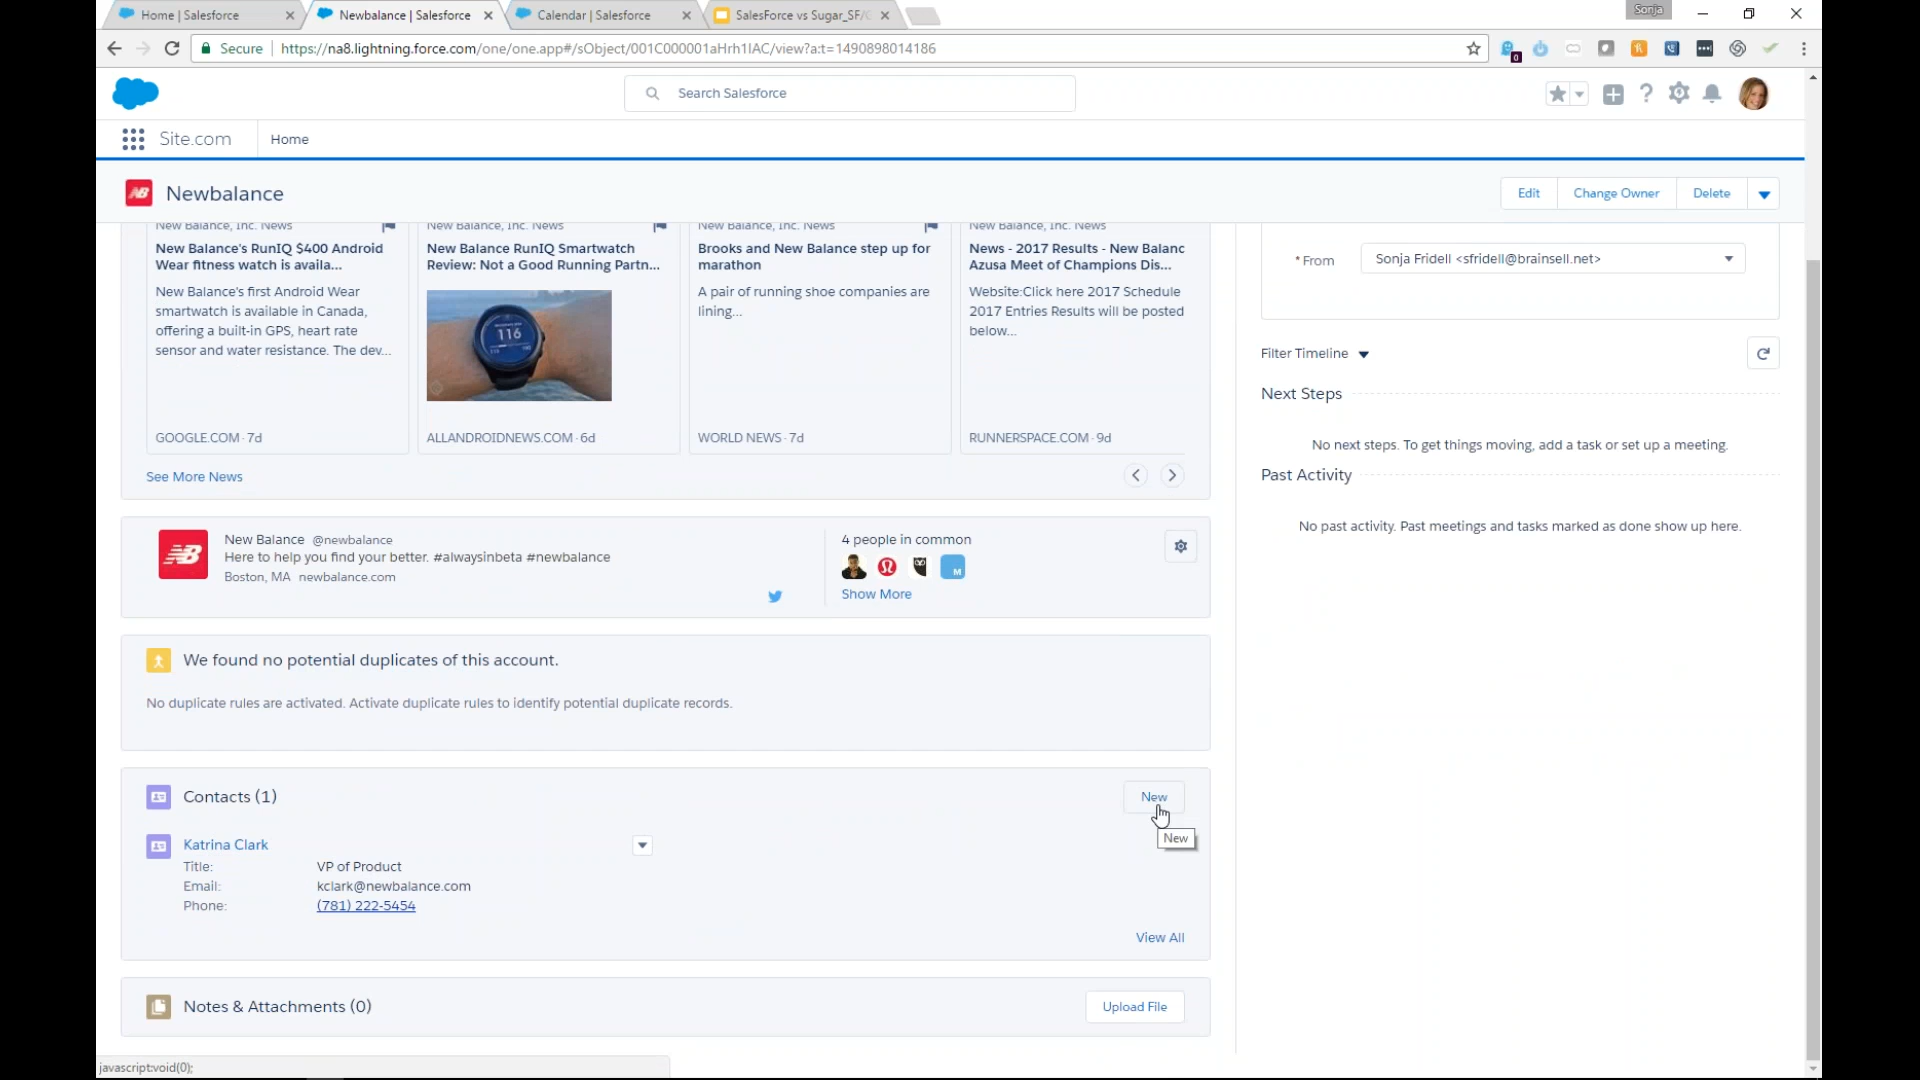 Home | Salesforce
Newbalance | Salesforce
Calendar | Salesforce
SalesForce vs Sugar_SF/
Sonja
Secure
https://na8.lightning.force.com/one/one.app#/sObject/001C000001aHrh1IAC/view?a:t=1490898014186
0
Search Salesforce
Site.com
Home
NB
Newbalance
Edit
Change Owner
Delete
New Balance, Inc. News
New Balance's RunIQ $400 Android
Wear fitness watch is availa...
New Balance's first Android Wear
smartwatch is available in Canada,
offering a built-in GPS, heart rate
sensor and water resistance. The dev...
GOOGLE.COM · 7d
New Balance, Inc. News
New Balance RunIQ Smartwatch
Review: Not a Good Running Partn...
116
ALLANDROIDNEWS.COM · 6d
New Balance, Inc. News
Brooks and New Balance step up for
marathon
A pair of running shoe companies are
lining...
WORLD NEWS · 7d
New Balance, Inc. News
News - 2017 Results - New Balanc
Azusa Meet of Champions Dis...
Website:Click here 2017 Schedule
2017 Entries Results will be posted
below...
RUNNERSPACE.COM · 9d
See More News
NB
New Balance @newbalance
Here to help you find your better. #alwaysinbeta #newbalance
Boston, MA newbalance.com
4 people in common
M
Show More
We found no potential duplicates of this account.
No duplicate rules are activated. Activate duplicate rules to identify potential duplicate records.
Contacts (1)
New
New
Katrina Clark
Title: VP of Product
Email: kclark@newbalance.com
Phone: (781) 222-5454
View All
Notes & Attachments (0)
Upload File
* From
Sonja Fridell <sfridell@brainsell.net>
Filter Timeline
Next Steps
No next steps. To get things moving, add a task or set up a meeting.
Past Activity
No past activity. Past meetings and tasks marked as done show up here.
javascript:void(0);